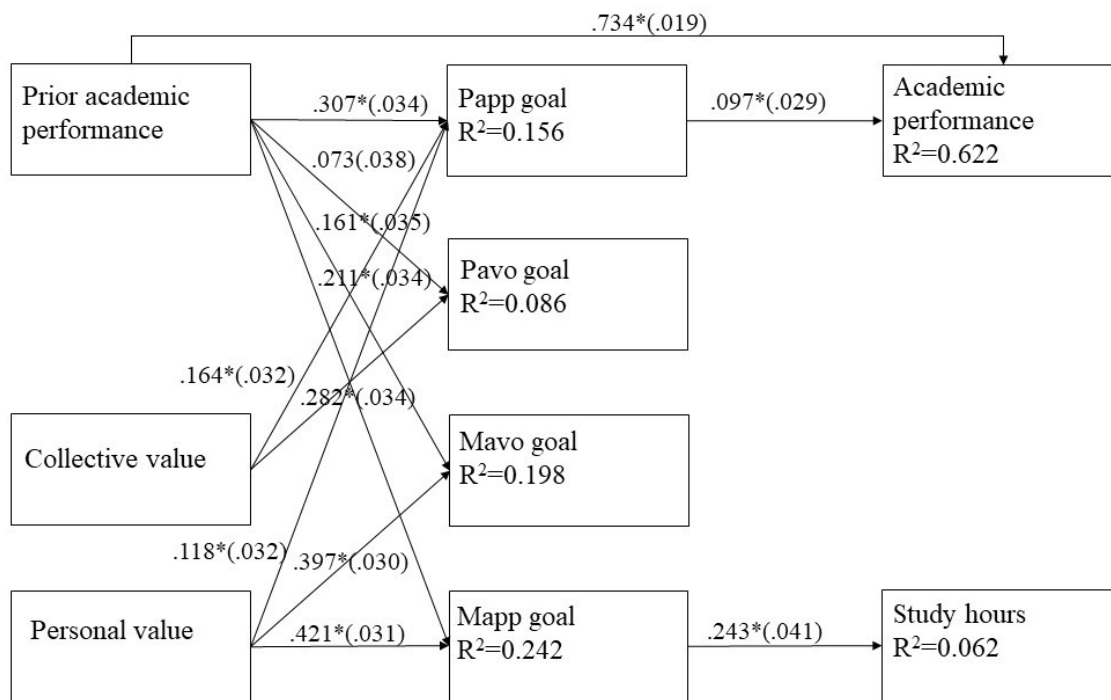 .734*(.019)
Prior academic
performance
.307*(.034)
Papp goal
R²=0.156
.097*(.029)
Academic
performance
R²=0.622
.073(.038)
.161*(.035)
.211*(.034)
Pavo goal
R²=0.086
.164*(.032)
.282*(.034)
Collective value
Mavo goal
R²=0.198
.118*(.032)
.397*(.030)
Personal value
.421*(.031)
Mapp goal
R²=0.242
.243*(.041)
Study hours
R²=0.062